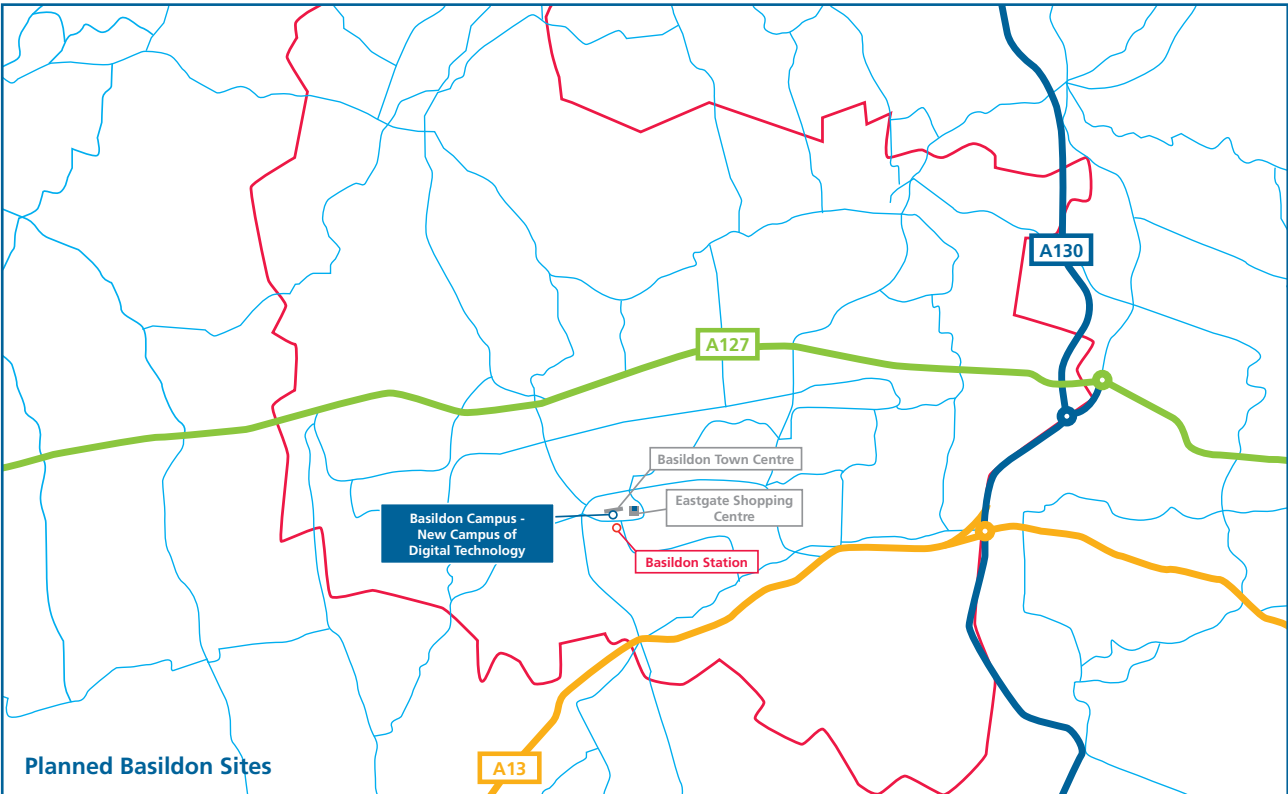 A130
A127
Basildon Town Centre
Eastgate Shopping
Centre
Basildon Campus -
New Campus of
Digital Technology
Basildon Station
Planned Basildon Sites
A13